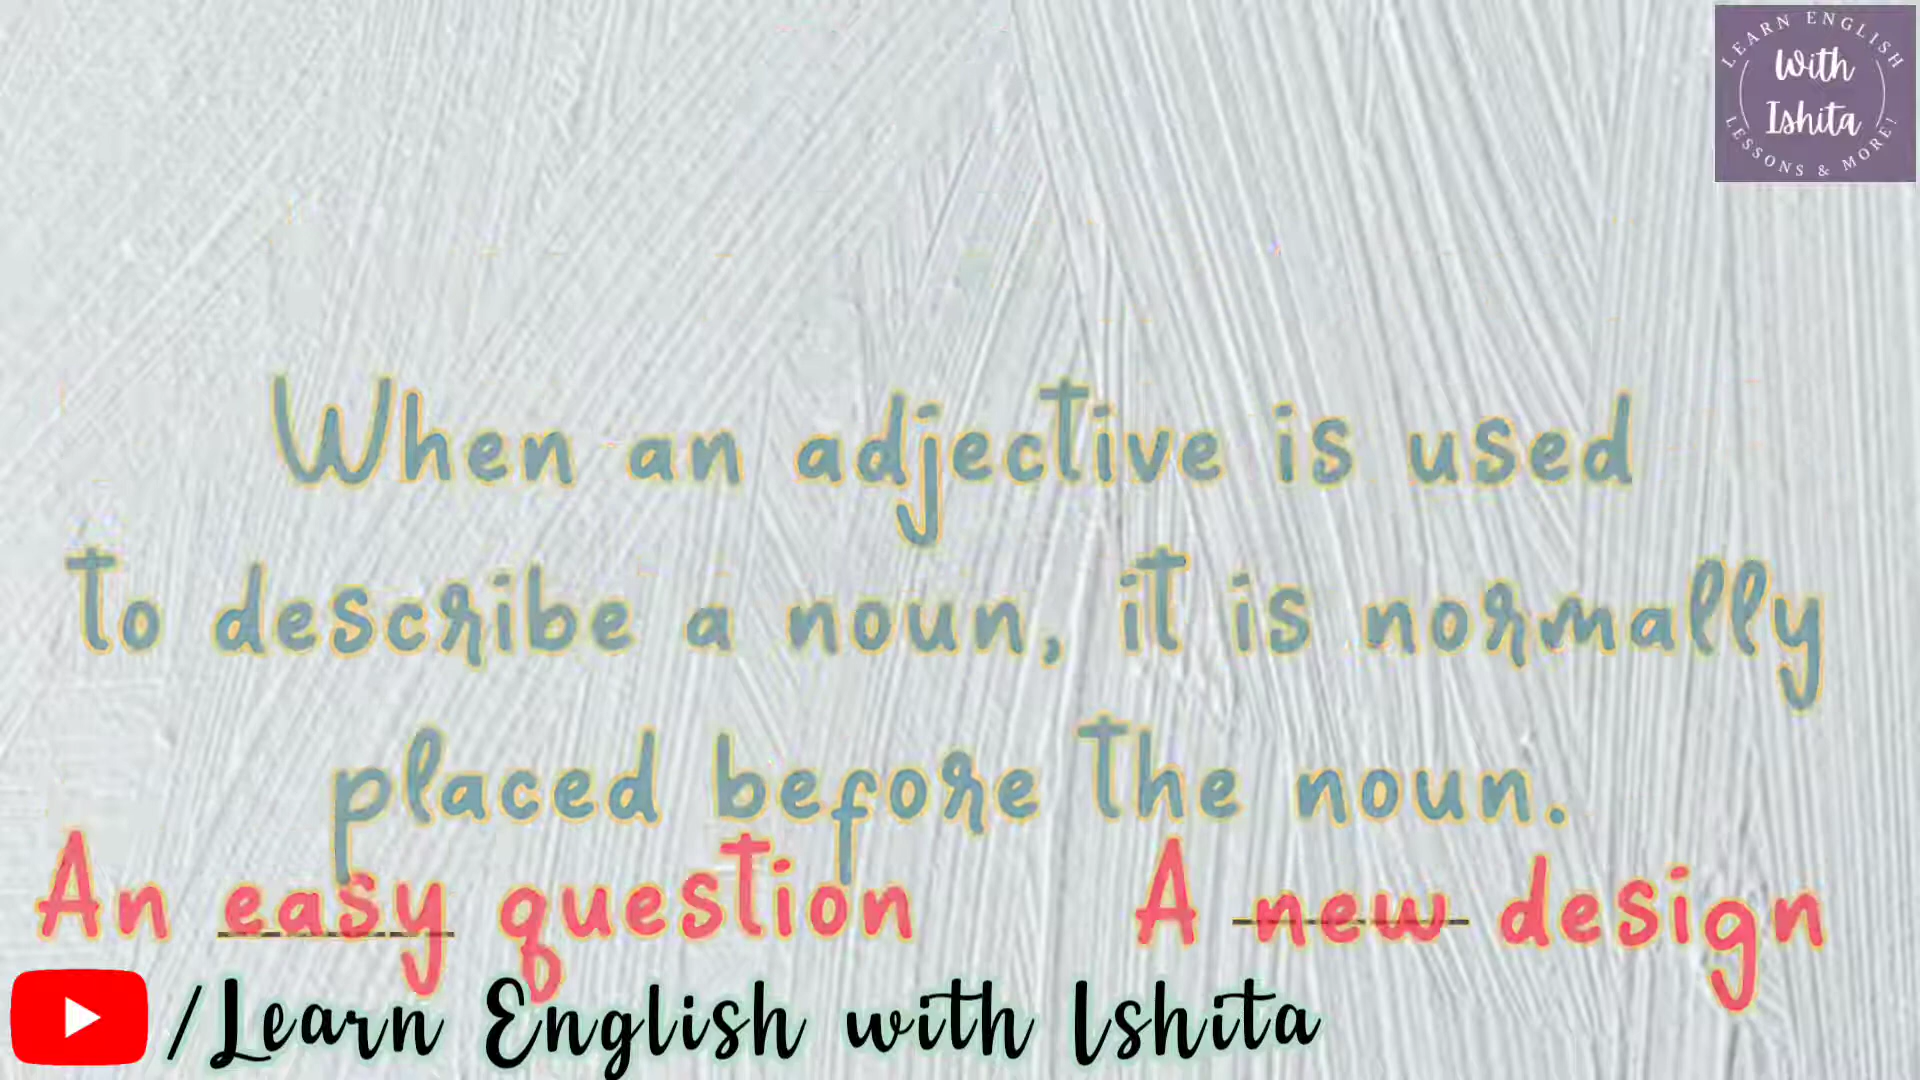 LEARN ENGLISH
With
Ishita
LESSONS & MORE!
When an adjective is used
to describe a noun, it is normally
placed before the noun.
An easy question A new design
/Learn English with Ishita